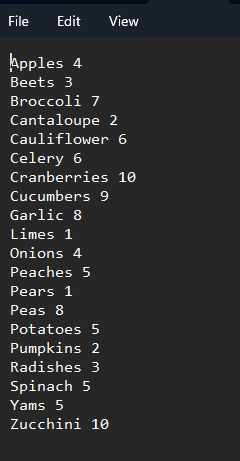 File Edit View
Apples 4
Beets 3
Broccoli 7
Cantaloupe 2
Cauliflower 6
Celery 6
Cranberries 10
Cucumbers 9
Garlic 8
Limes 1
Onions 4
Peaches 5
Pears 1
Peas 8
Potatoes 5
Pumpkins 2
Radishes 3
Spinach 5
Yams 5
Zucchini 10